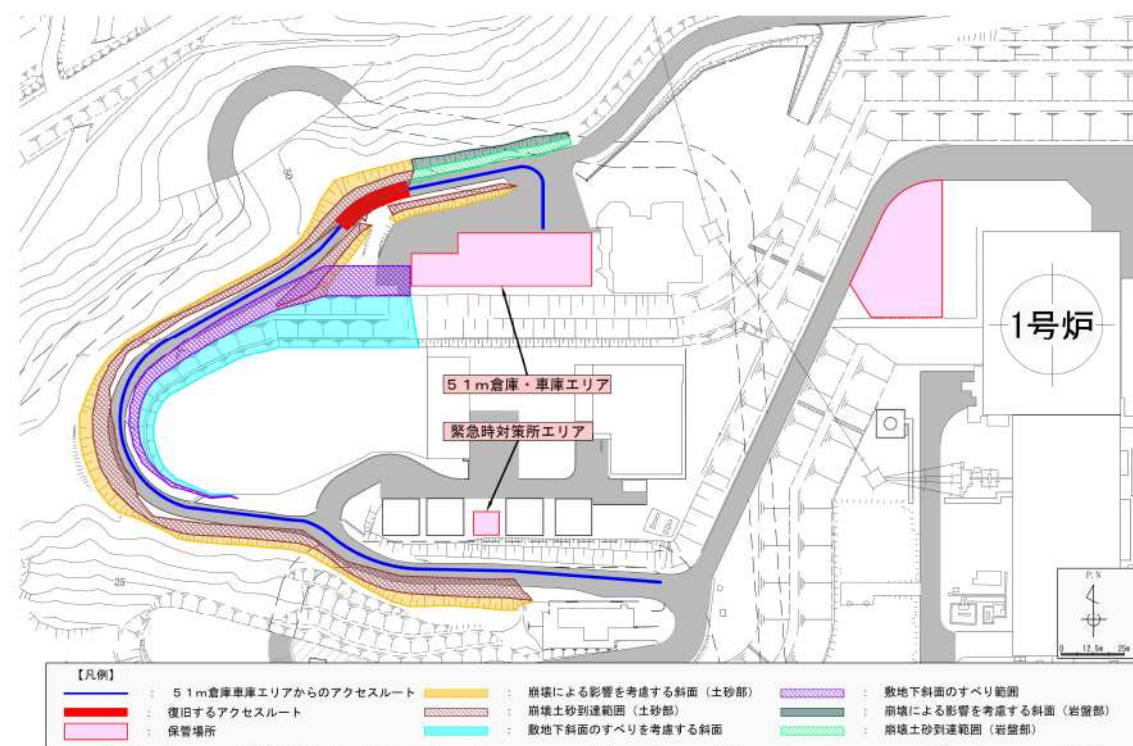 50
1号炉
51m倉庫・車庫エリア
緊急時対策所エリア
25
P.N
0 12.5m 25m
【凡例】
: 51m倉庫車庫エリアからのアクセスルート
: 崩壊による影響を考慮する斜面(土砂部)
: 敷地下斜面のすべり範囲
: 復旧するアクセスルート
: 崩壊土砂到達範囲(土砂部)
: 崩壊による影響を考慮する斜面(岩盤部)
: 保管場所
: 敷地下斜面のすべりを考慮する斜面
: 崩壊土砂到達範囲(岩盤部)